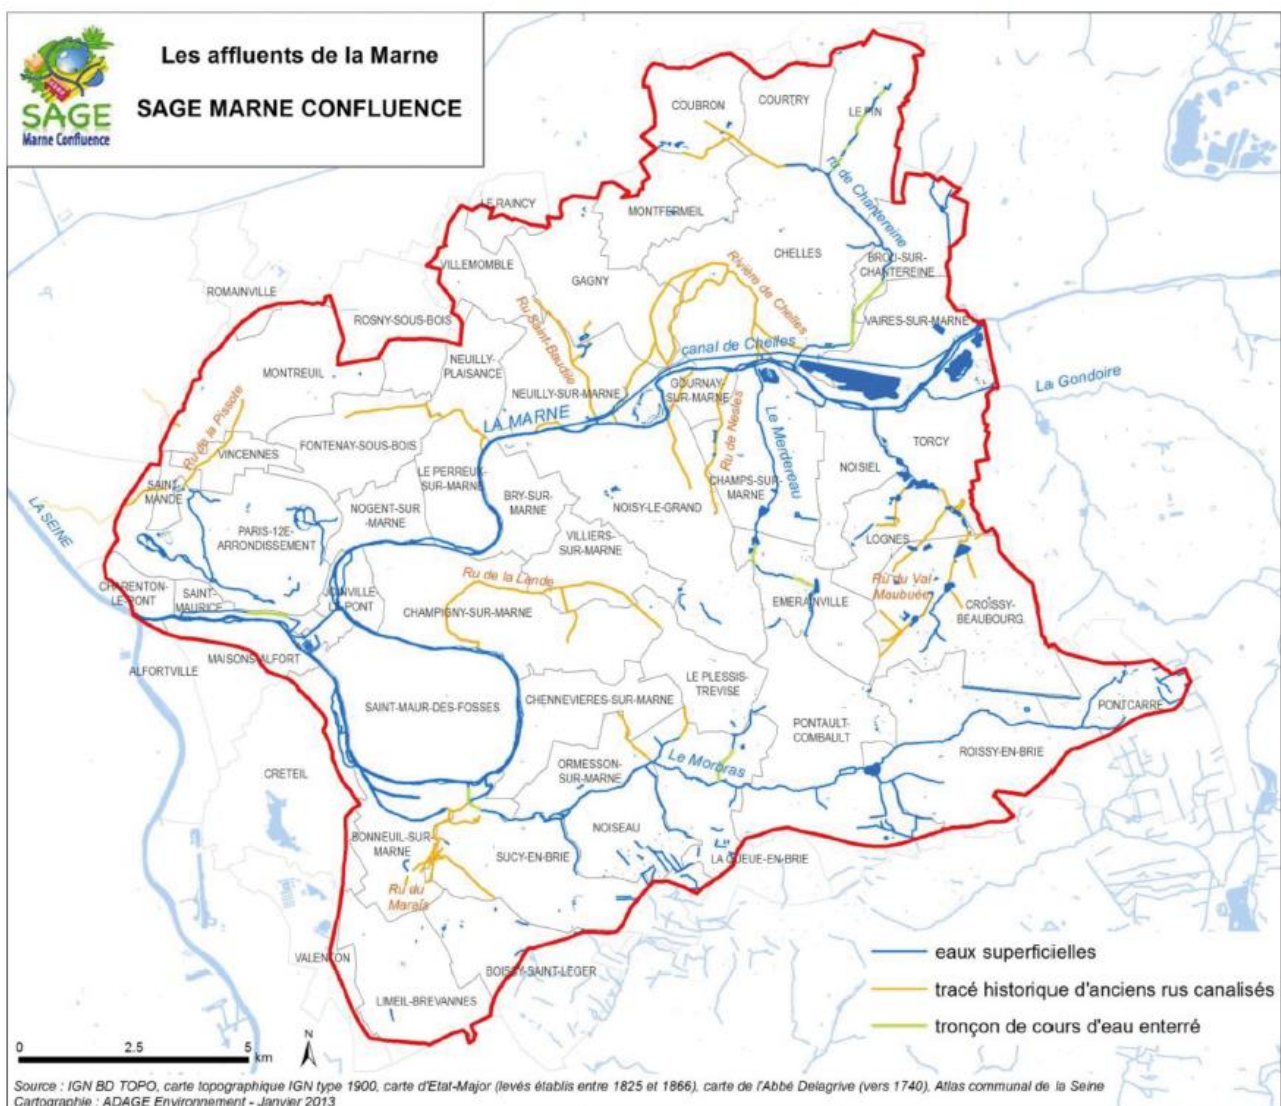 Les affluents de la Marne
SAGE MARNE CONFLUENCE
SAGE
Marne Confluence
COUBRON
COURTRY
LE PIN
ru de Chantereine
LE RAINCY
MONTFERMEIL
VILLEMOMBLE
GAGNY
CHELLES
BROU-SUR-
CHANTEREINE
ROMAINVILLE
ROSNY-SOUS-BOIS
Ru Saint-Baudile
Rivière de Chelles
VAIRES-SUR-MARNE
canal de Chelles
NEUILLY-
PLAISANCE
MONTREUIL
NEUILLY-SUR-MARNE
GOURNAY-
SUR-MARNE
La Gondoire
LA MARNE
Ru de la Pissote
FONTENAY-SOUS-BOIS
VINCENNES
Ru de Nesles
Le Merdereau
TORCY
LE PERREUX-
SUR-MARNE
NOISIEL
SAINT-
MANDE
CHAMPS-SUR-
MARNE
BRY-SUR-
MARNE
NOISY-LE-GRAND
LA SEINE
NOGENT-SUR
-MARNE
PARIS-12E-
ARRONDISSEMENT
VILLIERS-
SUR-MARNE
LOGNES
Ru de la Lande
Ru du Val
Maubuée
CHARENTON-
LE-PONT
SAINT-
MAURICE
JOINVILLE
LE-PONT
CHAMPIGNY-SUR-MARNE
EMERAINVILLE
CROISSY-
BEAUBOURG
MAISONS-ALFORT
ALFORTVILLE
SAINT-MAUR-DES-FOSSES
CHENNEVIERES-SUR-MARNE
LE PLESSIS-
TREVISE
PONTCARRE
PONTAULT-
COMBAULT
ROISSY-EN-BRIE
Le Morbras
ORMESSON-
SUR-MARNE
CRETEIL
BONNEUIL-SUR-
MARNE
NOISEAU
SUCY-EN-BRIE
LA QUEUE-EN-BRIE
Ru du
Marais
VALENTON
BOISSY-SAINT-LEGER
LIMEIL-BREVANNES
eaux superficielles
tracé historique d'anciens rus canalisés
tronçon de cours d'eau enterré
N
0 2.5 5
km
Source : IGN BD TOPO, carte topographique IGN type 1900, carte d'Etat-Major (levés établis entre 1825 et 1866), carte de l'Abbé Delagrive (vers 1740), Atlas communal de la Seine
Cartographie : ADAGE Environnement - Janvier 2013